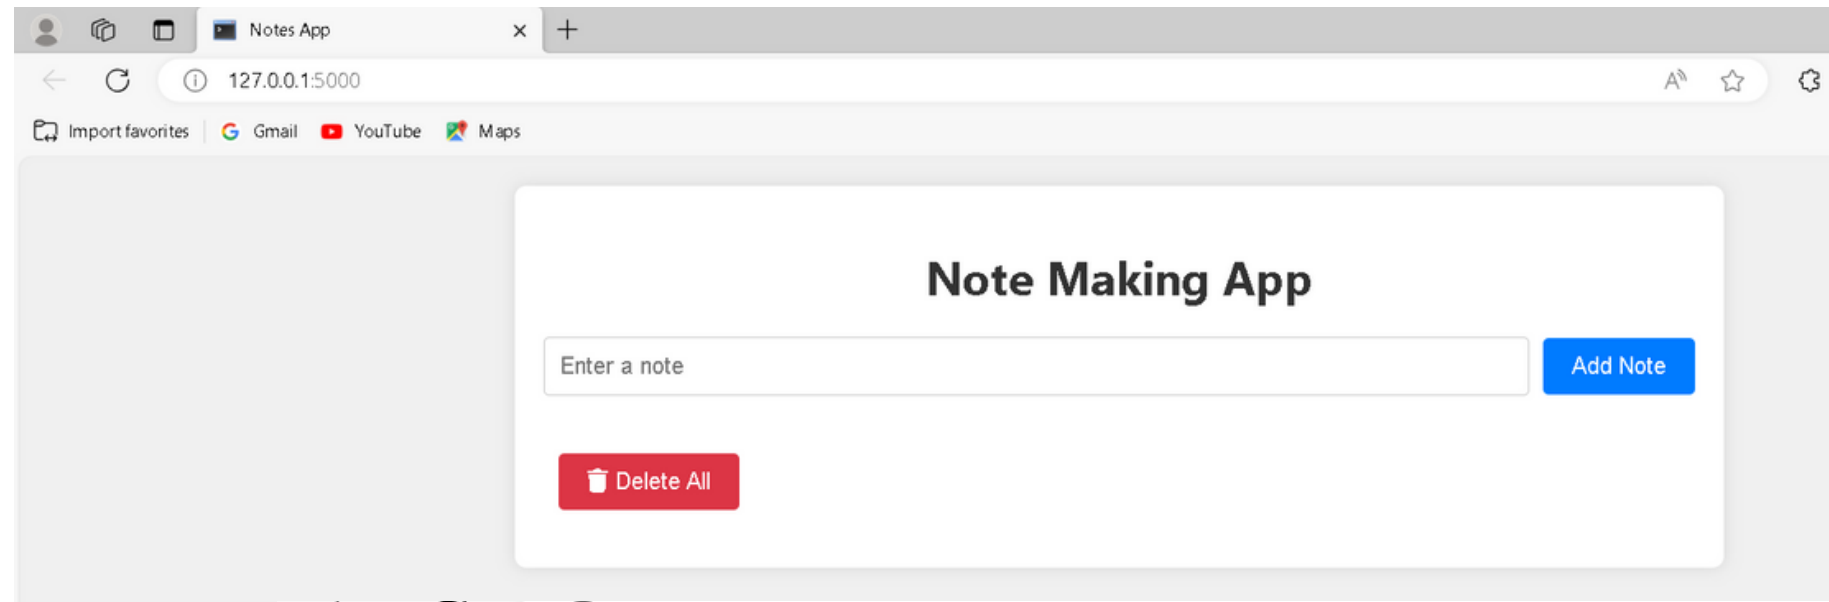 Notes App
127.0.0.1:5000
Import favorites Gmail YouTube Maps
Note Making App
Enter a note Add Note
Delete All